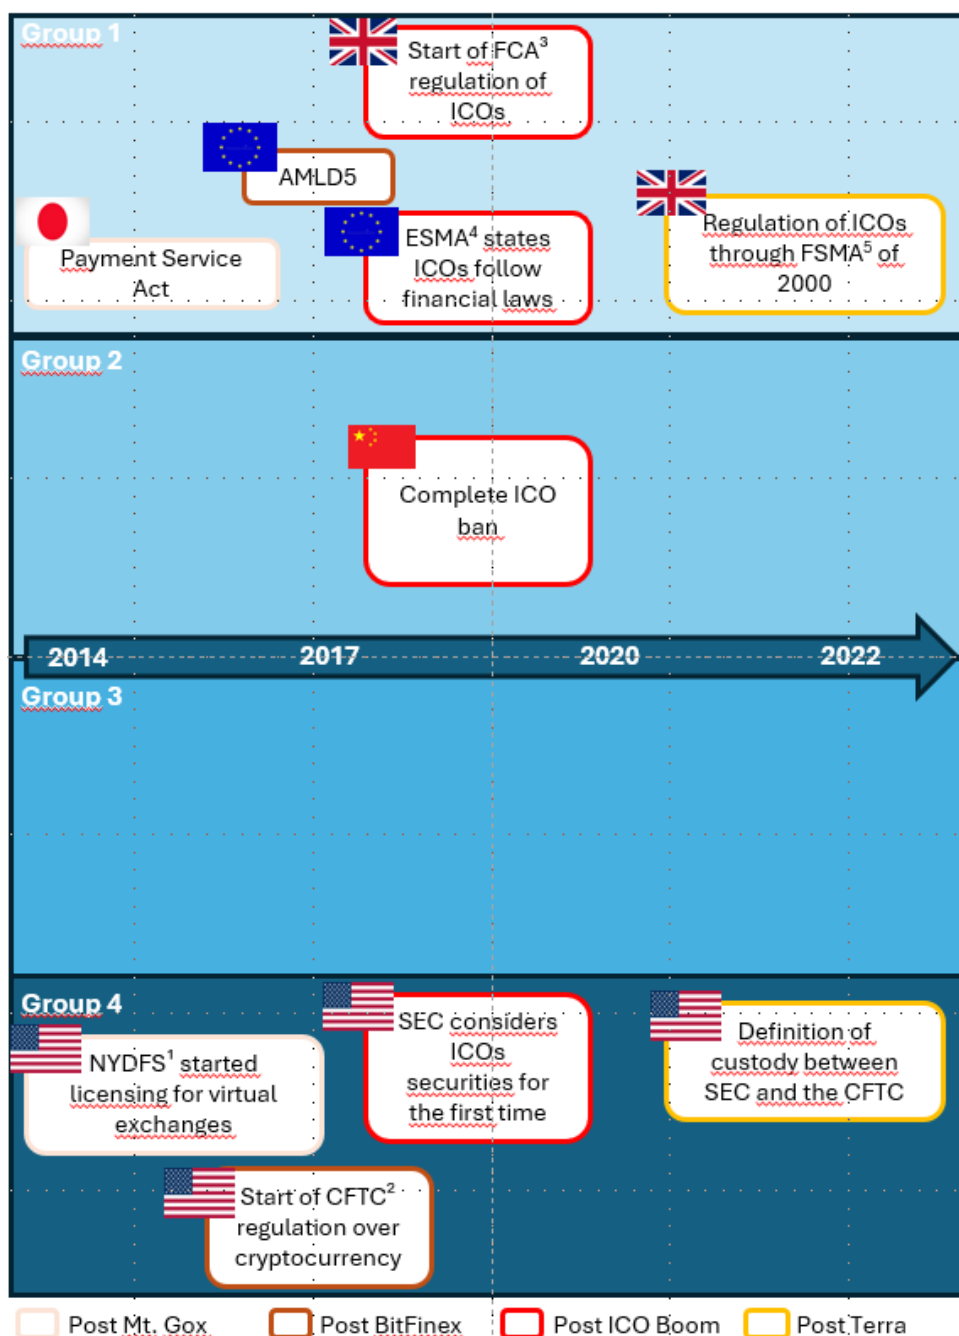 Group 1
Start of FCA³
regulation of
ICOs
AMLD5
Payment Service
Act
ESMA⁴ states
ICOs follow
financial laws
Regulation of ICOs
through FSMA⁵ of
2000
Group 2
Complete ICO
ban
2014 2017 2020 2022
Group 3
Group 4
NYDFS¹ started
licensing for virtual
exchanges
SEC considers
ICOs
securities for
the first time
Definition of
custody between
SEC and the CFTC
Start of CFTC²
regulation over
cryptocurrency
Post Mt. Gox Post BitFinex Post ICO Boom Post Terra